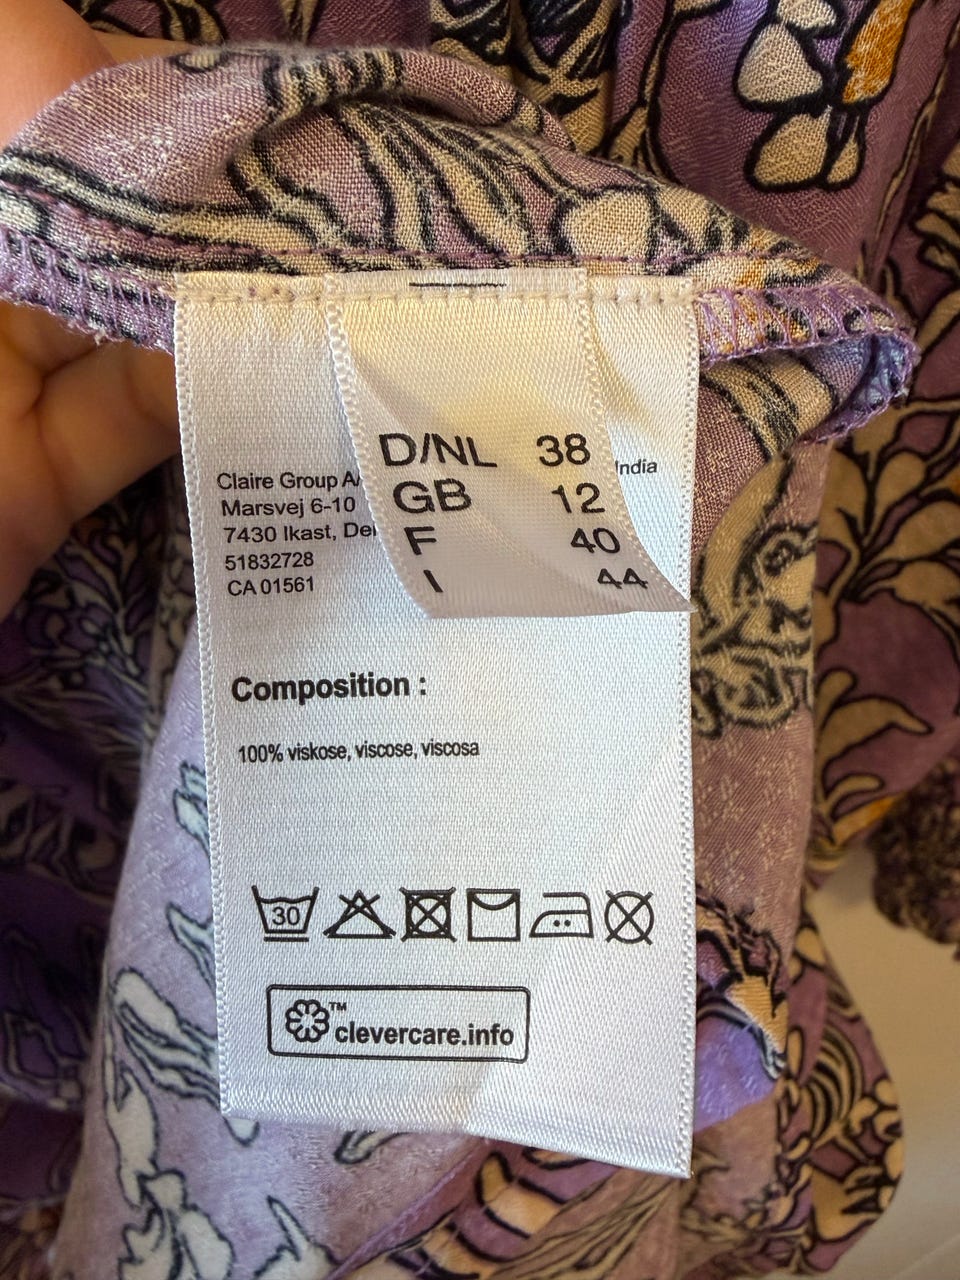 D/NL 38
GB 12
F 40
I 44
Claire Group
Marsvej 6-10
7430 Ikast,
51832728
CA 01561
India
Composition :
100% viskose, viscose, viscosa
30
™
clevercare.info